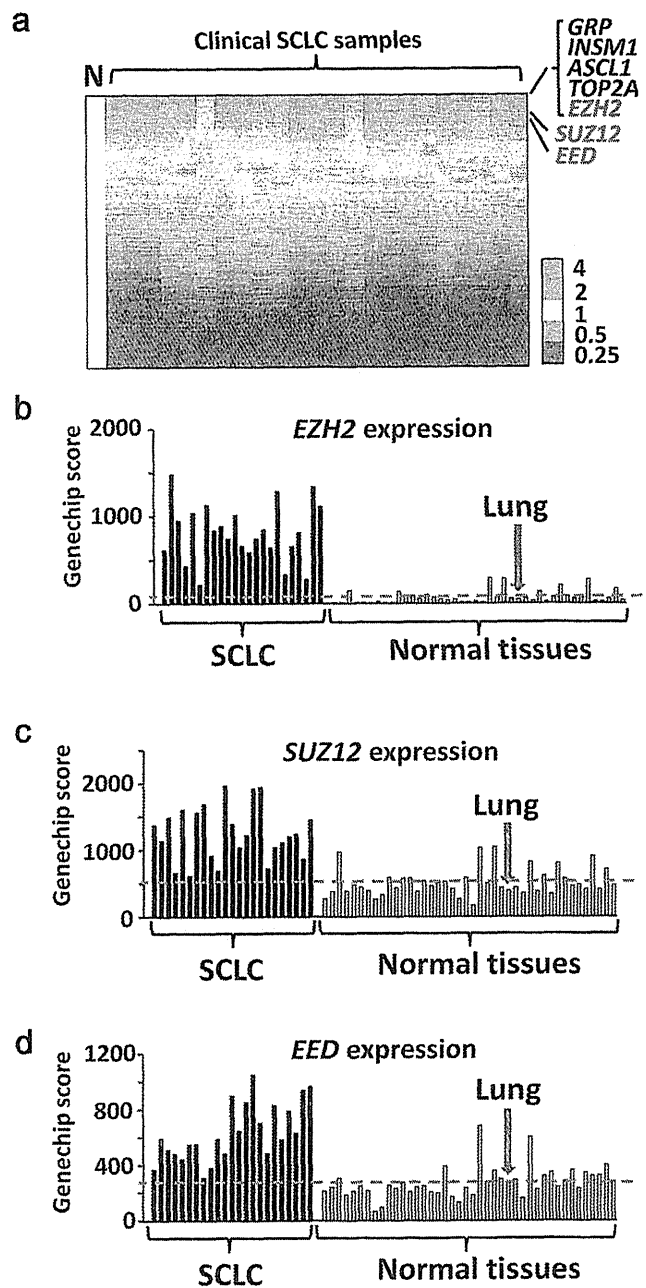 a
Clinical SCLC samples
N
GRP
INSM1
ASCL1
TOP2A
EZH2
SUZ12
EED
4
2
1
0.5
0.25
b
EZH2 expression
Genechip score
2000
1000
0
Lung
SCLC
Normal tissues
c
SUZ12 expression
Genechip score
2000
1000
0
Lung
SCLC
Normal tissues
d
EED expression
Genechip score
1200
800
400
0
Lung
SCLC
Normal tissues